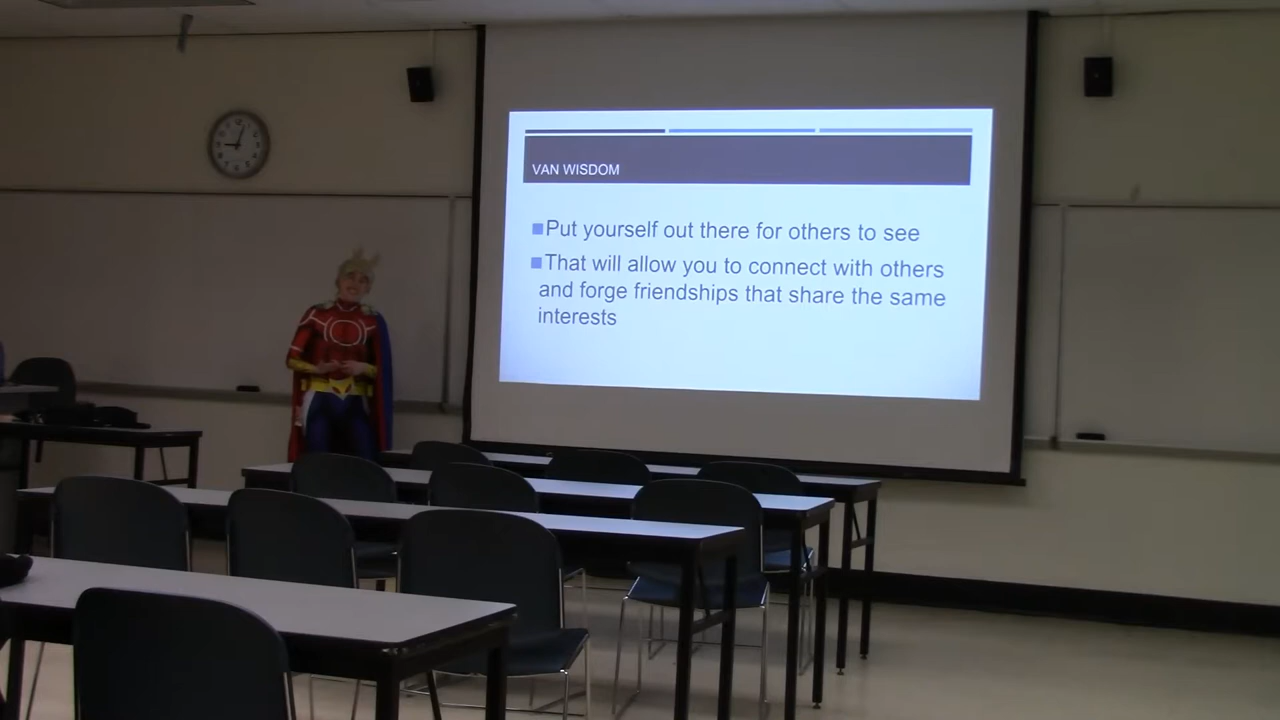 VAN WISDOM
Put yourself out there for others to see
That will allow you to connect with others
and forge friendships that share the same
interests